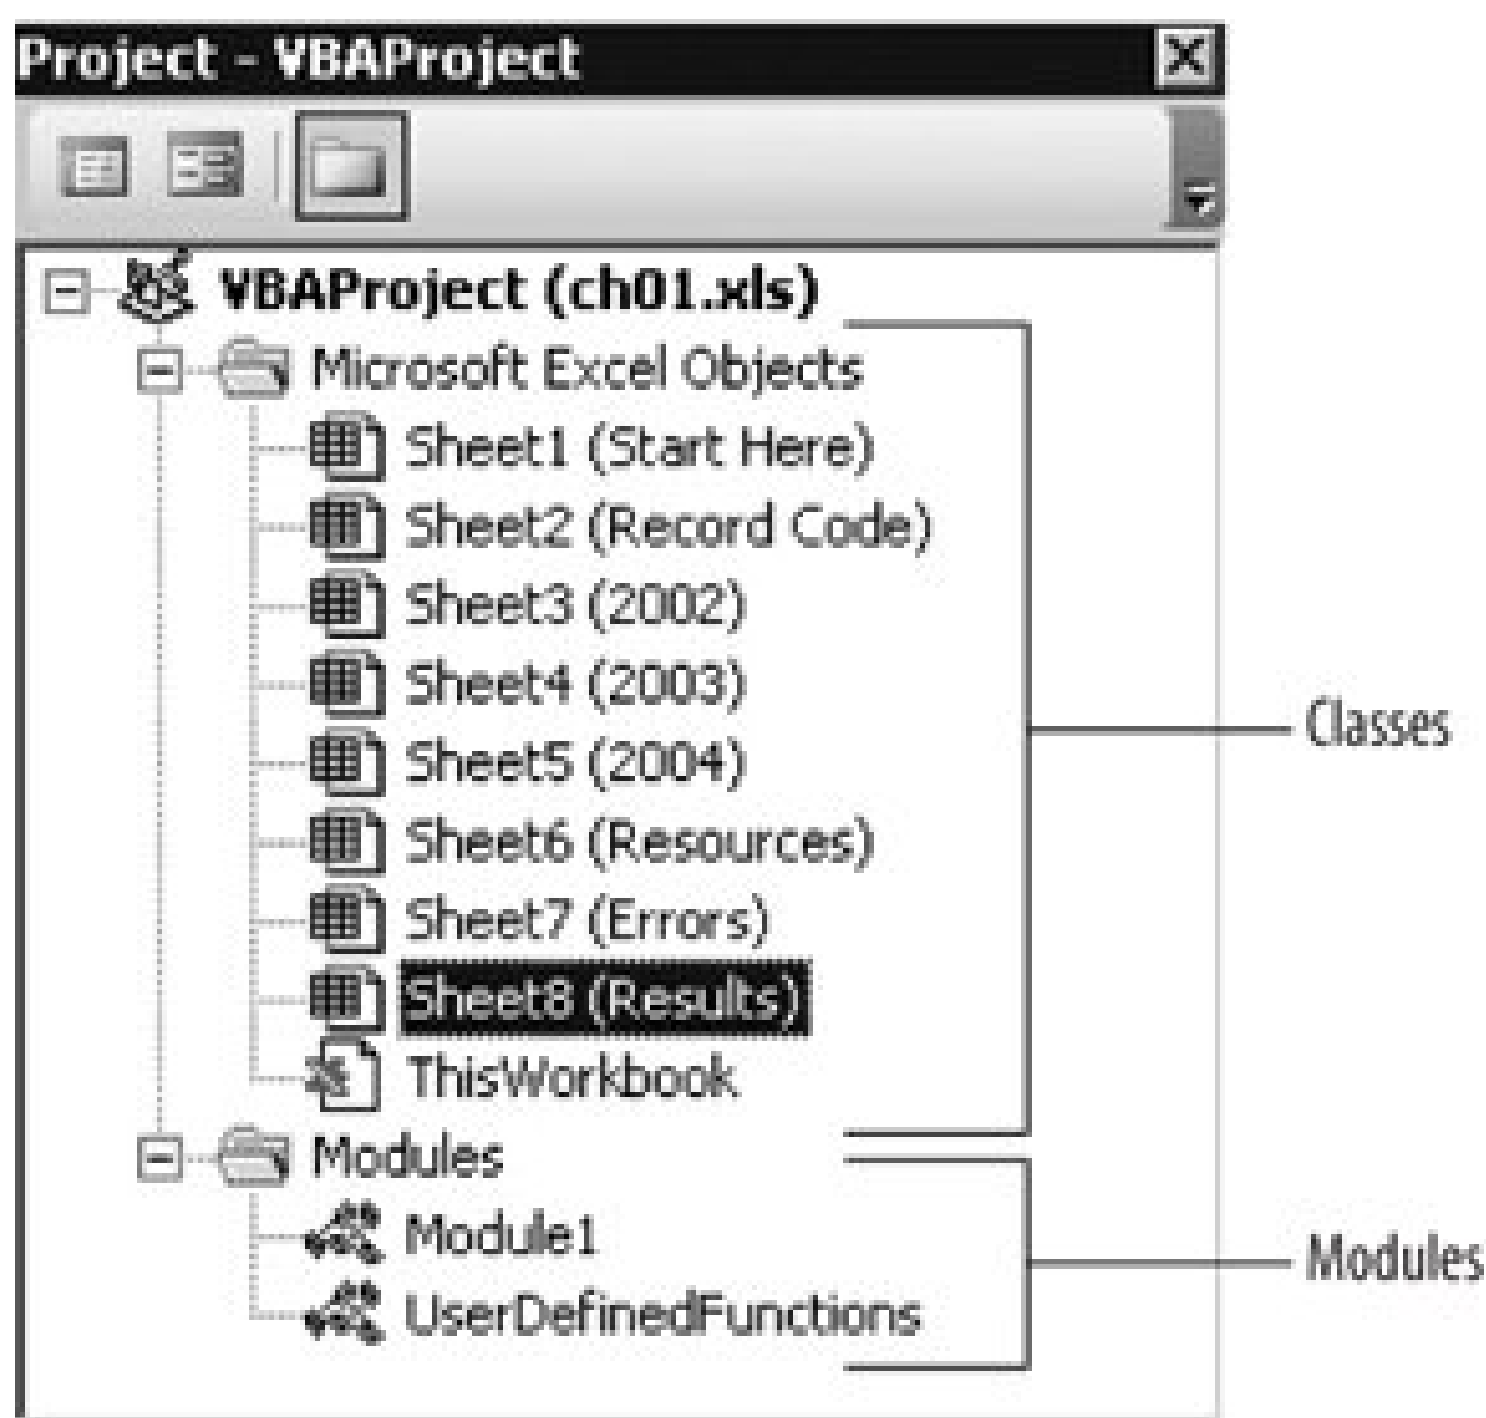 Project - VBAProject
VBAProject (ch01.xls)
Microsoft Excel Objects
Sheet1 (Start Here)
Sheet2 (Record Code)
Sheet3 (2002)
Sheet4 (2003)
Sheet5 (2004)
Sheet6 (Resources)
Sheet7 (Errors)
Sheet8 (Results)
ThisWorkbook
Classes
Modules
Module1
UserDefinedFunctions
Modules